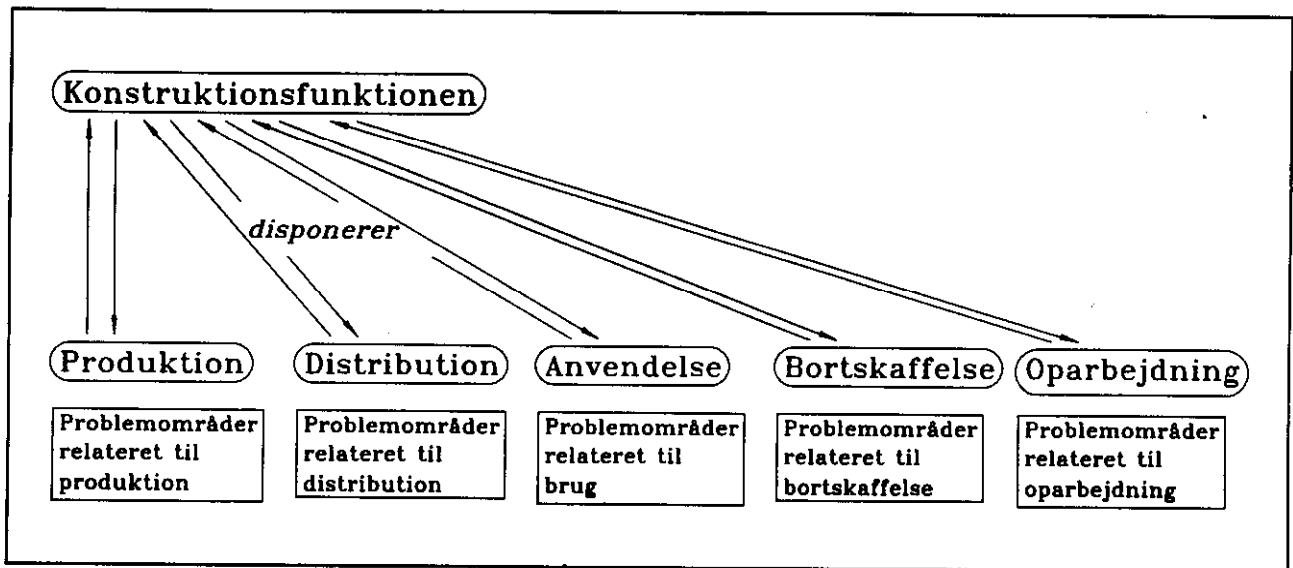 Konstruktionsfunktionen
disponerer
Produktion
Distribution
Anvendelse
Bortskaffelse
Oparbejdning
Problemområder
relateret til
produktion
Problemområder
relateret til
distribution
Problemområder
relateret til
brug
Problemområder
relateret til
bortskaffelse
Problemområder
relateret til
oparbejdning